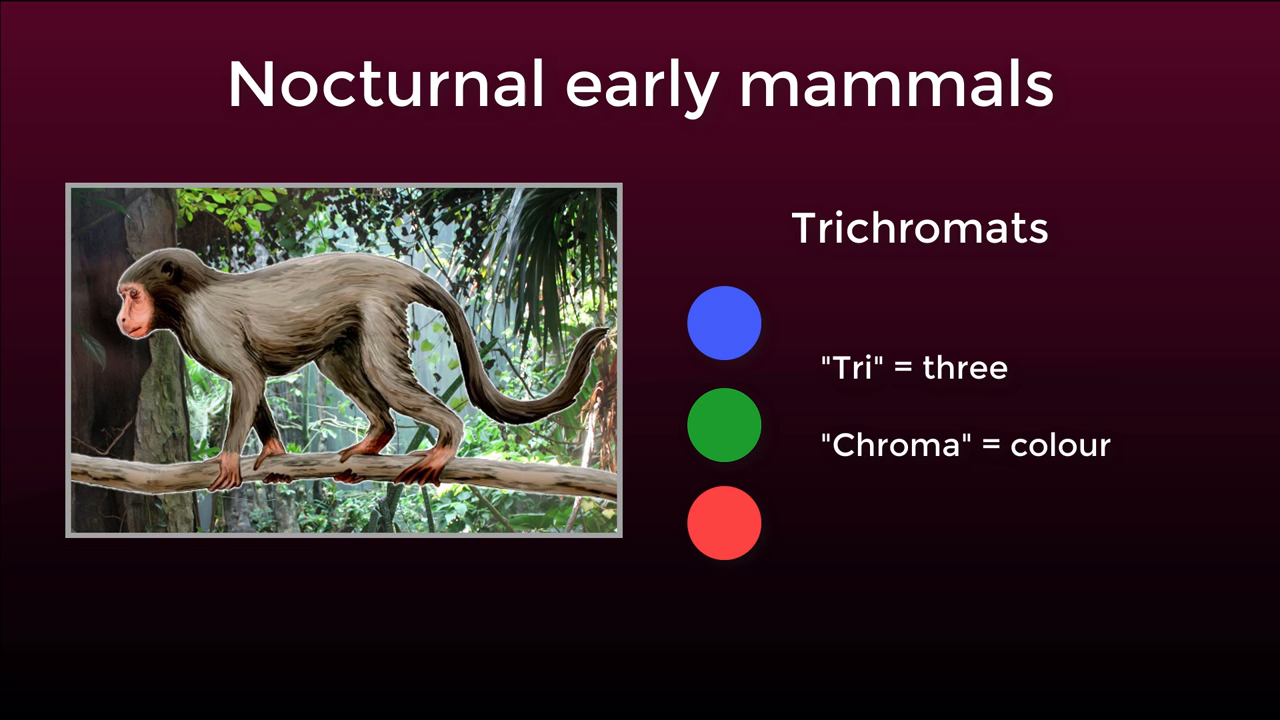 Nocturnal early mammals
Trichromats
"Tri" = three
"Chroma" = colour